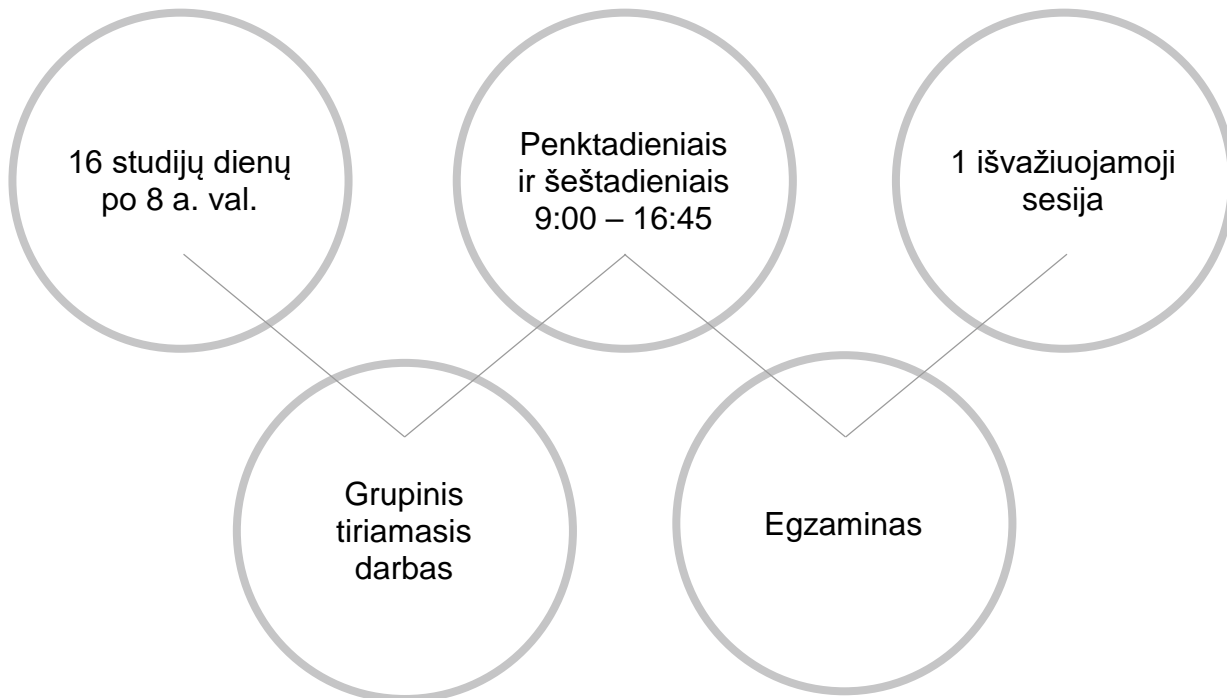 16 studijų dienų
po 8 a. val.
Penktadieniais
ir šeštadieniais
9:00 – 16:45
1 išvažiuojamoji
sesija
Grupinis
tiriamasis
darbas
Egzaminas